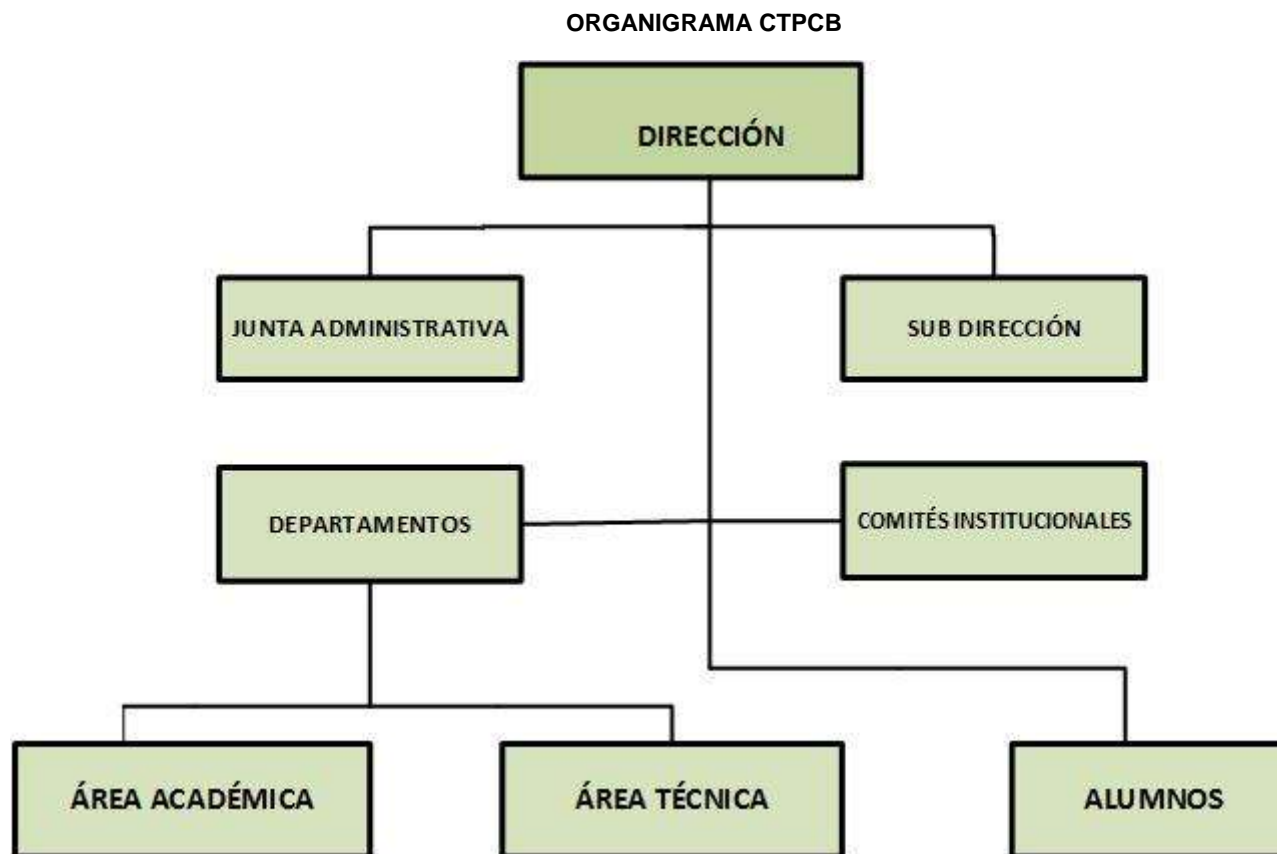 ORGANIGRAMA CTPCB
DIRECCIÓN
JUNTA ADMINISTRATIVA
SUB DIRECCIÓN
DEPARTAMENTOS
COMITÉS INSTITUCIONALES
ÁREA ACADÉMICA
ÁREA TÉCNICA
ALUMNOS